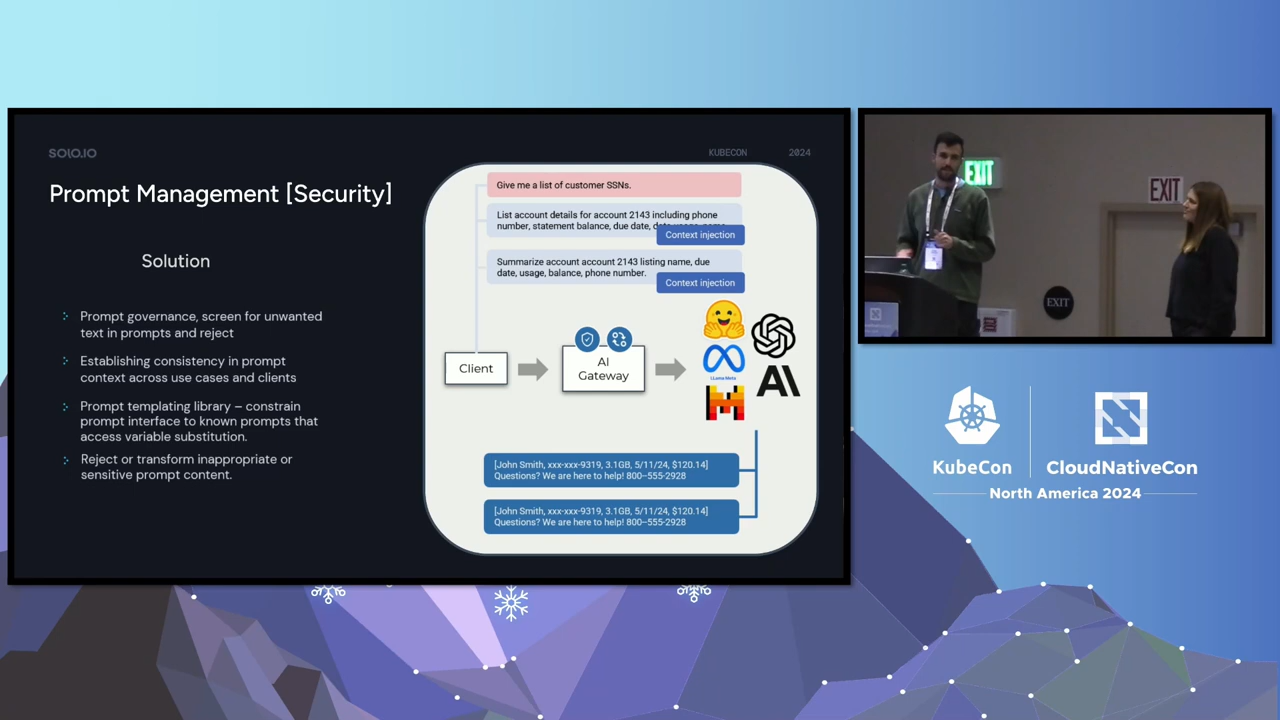 SOLO.IO
KUBECON 2024
Prompt Management [Security]
Solution
Prompt governance, screen for unwanted
text in prompts and reject
Establishing consistency in prompt
context across use cases and clients
Prompt templating library – constrain
prompt interface to known prompts that
access variable substitution.
Reject or transform inappropriate or
sensitive prompt content.
Give me a list of customer SSNs.
List account details for account 2143 including phone
number, statement balance, due date,
Context injection
Summarize account account 2143 listing name, due
date, usage, balance, phone number.
Context injection
Client
AI
Gateway
LLama Meta
[John Smith, xxx-xxx-9319, 3.1GB, 5/11/24, $120.14]
Questions? We are here to help! 800–555-2928
[John Smith, xxx-xxx-9319, 3.1GB, 5/11/24, $120.14]
Questions? We are here to help! 800–555-2928
EXIT
EXIT
EXIT
KubeCon
CloudNativeCon
North America 2024